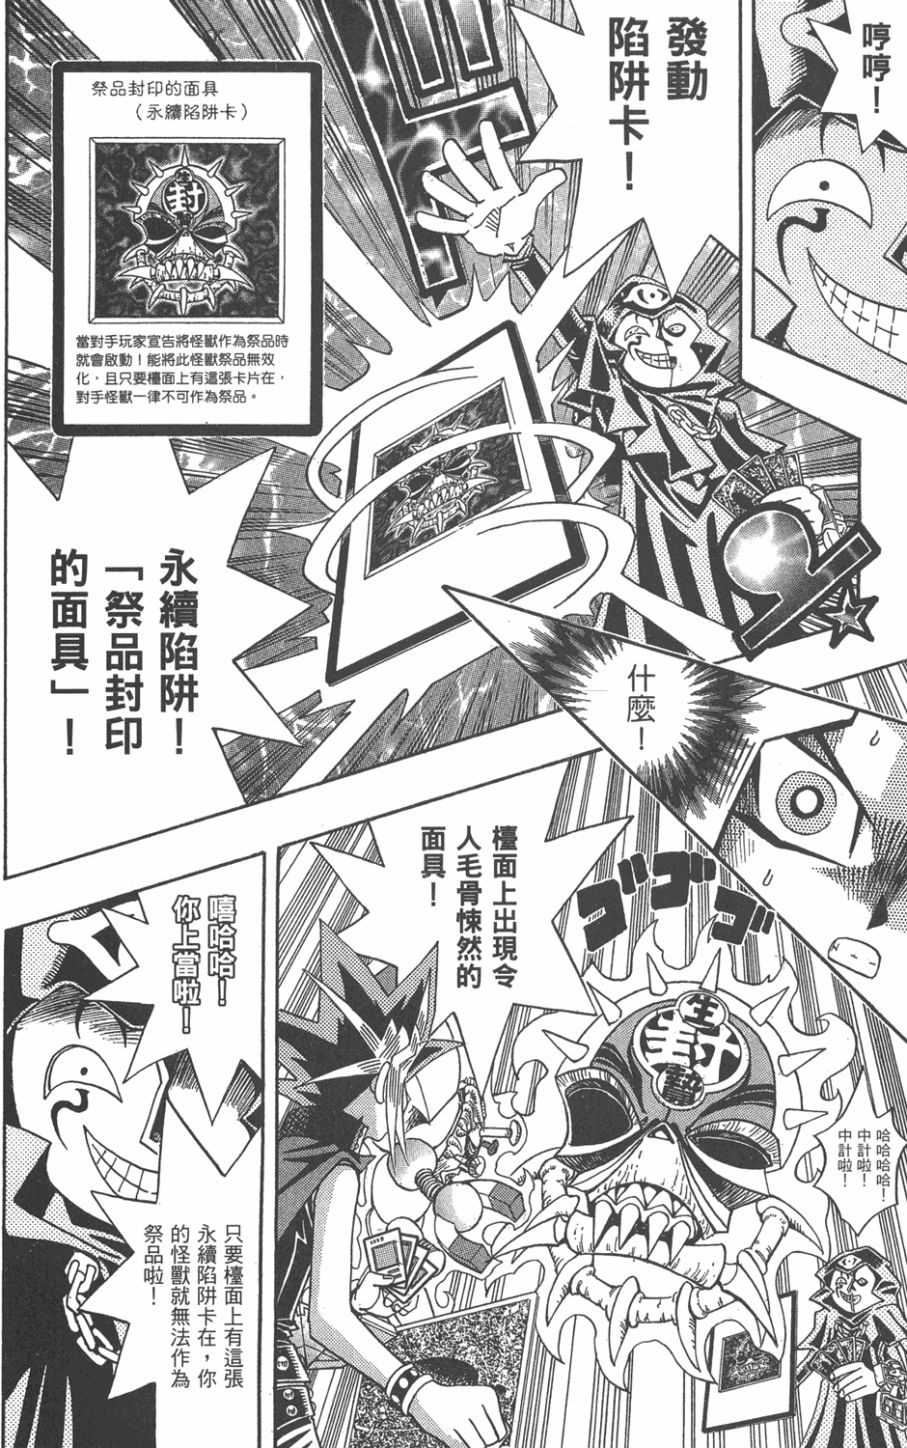 哼哼！
發動
陷阱卡！
祭品封印的面具
（永續陷阱卡）
生
封
贄
當對手玩家宣告將怪獸作為祭品時
就會啟動！能將此怪獸祭品無效
化，且只要檯面上有這張卡片在，
對手怪獸一律不可作為祭品。
永續陷阱！
「祭品封印
的面具」！
什麼！
檯面上出現令
人毛骨悚然的
面具！
ゴゴゴ
生
封
贄
哈哈哈哈！
中計啦！
中計啦！
嘻哈哈！
你上當啦！
只要檯面上有這張
永續陷阱卡在，你
的怪獸就無法作為
祭品啦！